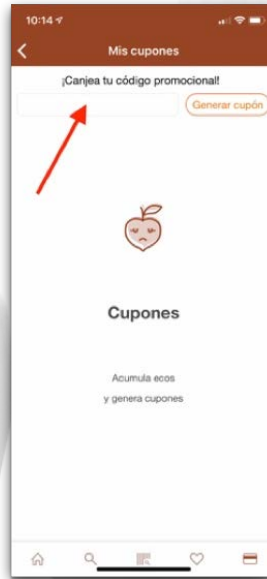 10:14
Mis cupones
¡Canjea tu código promocional!
Generar cupón
Cupones
Acumula ecos
y genera cupones